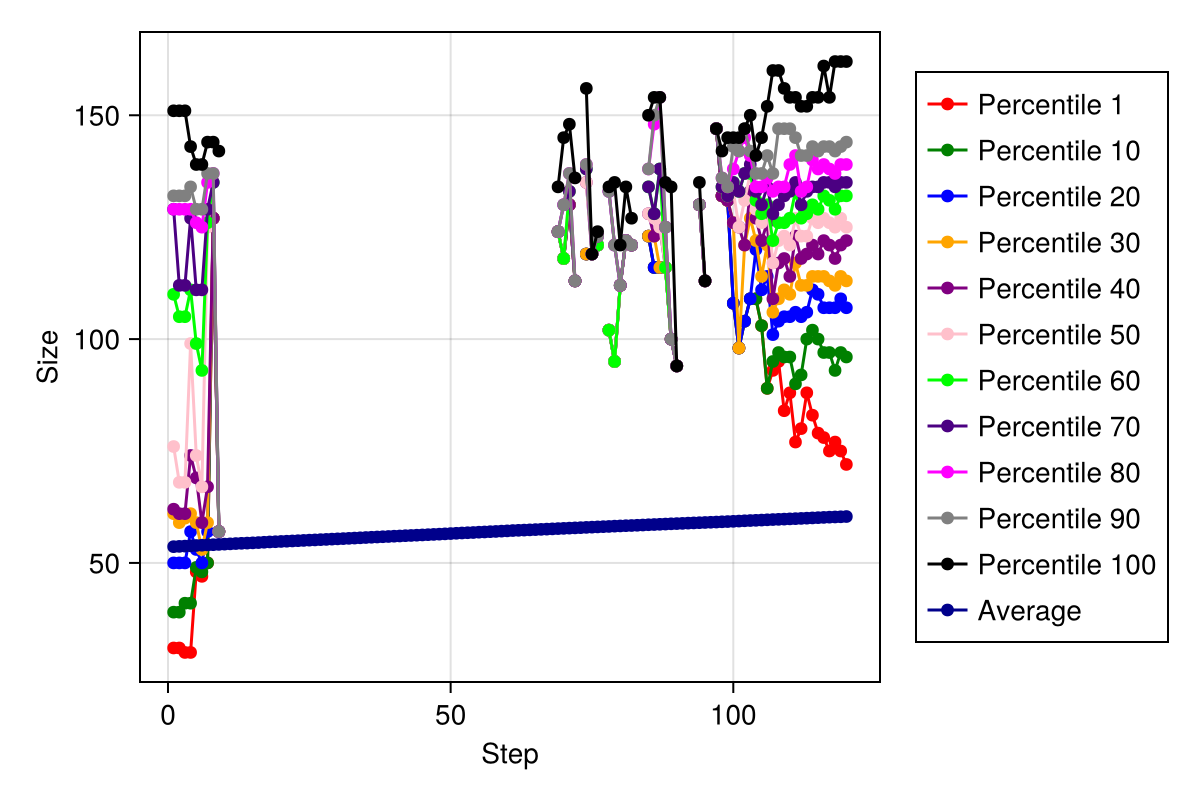 150
100
50
Size
0
50
100
Step
Percentile 1
Percentile 10
Percentile 20
Percentile 30
Percentile 40
Percentile 50
Percentile 60
Percentile 70
Percentile 80
Percentile 90
Percentile 100
Average